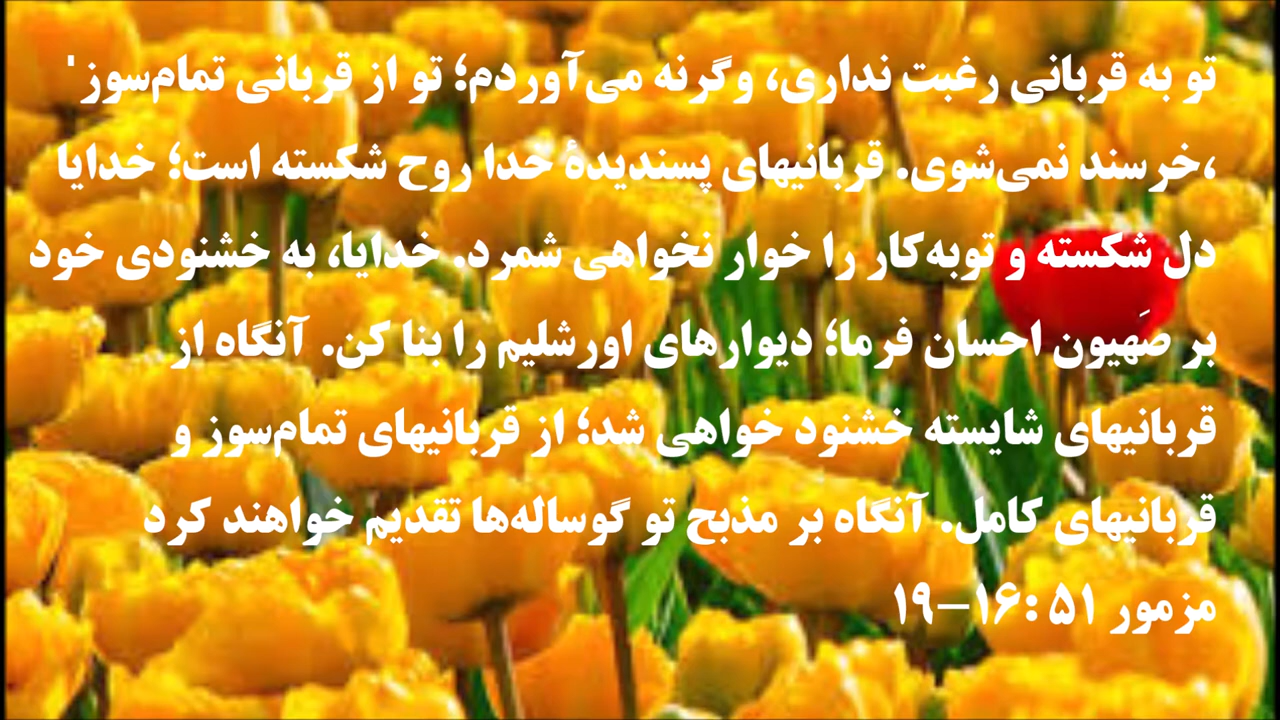 تو به قربانی رغبت نداری، وگرنه می‌آوردم؛ تو از قربانی تمام‌سوز'
،خرسند نمی‌شوی. قربانیهای پسندیدهٔ خدا روح شکسته است؛ خدایا
دل شکسته و توبه‌کار را خوار نخواهی شمرد. خدایا، به خشنودی خود
بر صَهیون احسان فرما؛ دیوارهای اورشلیم را بنا کن. آنگاه از
قربانیهای شایسته خشنود خواهی شد؛ از قربانیهای تمام‌سوز و
قربانیهای کامل. آنگاه بر مذبح تو گوساله‌ها تقدیم خواهند کرد
مزمور ۵۱ :۱۶-۱۹